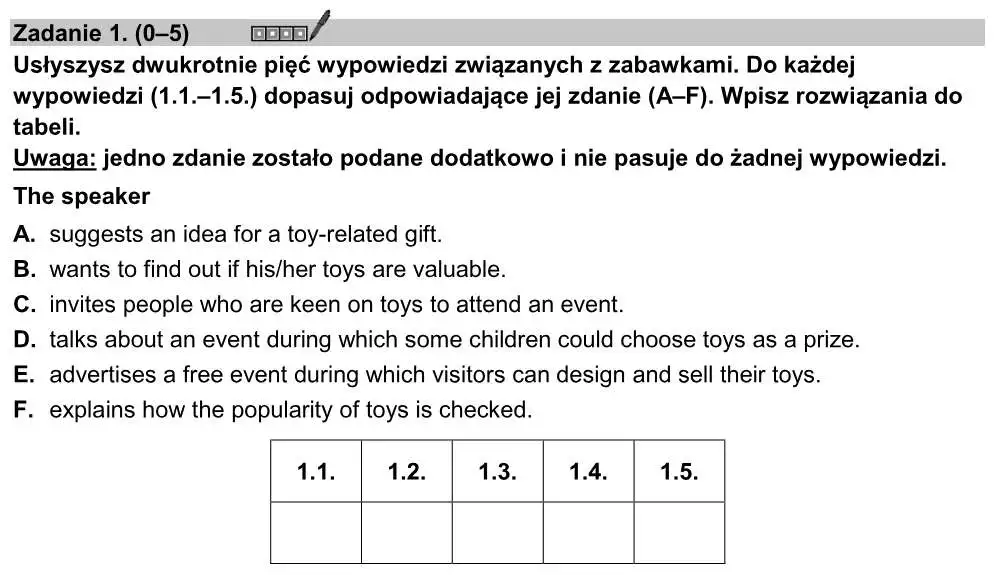 Zadanie 1. (0–5)
Usłyszysz dwukrotnie pięć wypowiedzi związanych z zabawkami. Do każdej
wypowiedzi (1.1.–1.5.) dopasuj odpowiadające jej zdanie (A–F). Wpisz rozwiązania do
tabeli.
Uwaga: jedno zdanie zostało podane dodatkowo i nie pasuje do żadnej wypowiedzi.
The speaker
A. suggests an idea for a toy-related gift.
B. wants to find out if his/her toys are valuable.
C. invites people who are keen on toys to attend an event.
D. talks about an event during which some children could choose toys as a prize.
E. advertises a free event during which visitors can design and sell their toys.
F. explains how the popularity of toys is checked.
1.1. 1.2. 1.3. 1.4. 1.5.